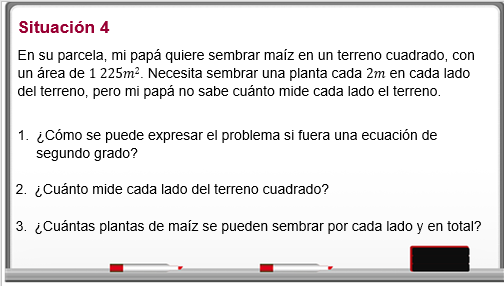 Situación 4
En su parcela, mi papá quiere sembrar maíz en un terreno cuadrado, con
un área de 1 225m². Necesita sembrar una planta cada 2m en cada lado
del terreno, pero mi papá no sabe cuánto mide cada lado el terreno.
1. ¿Cómo se puede expresar el problema si fuera una ecuación de
segundo grado?
2. ¿Cuánto mide cada lado del terreno cuadrado?
3. ¿Cuántas plantas de maíz se pueden sembrar por cada lado y en total?